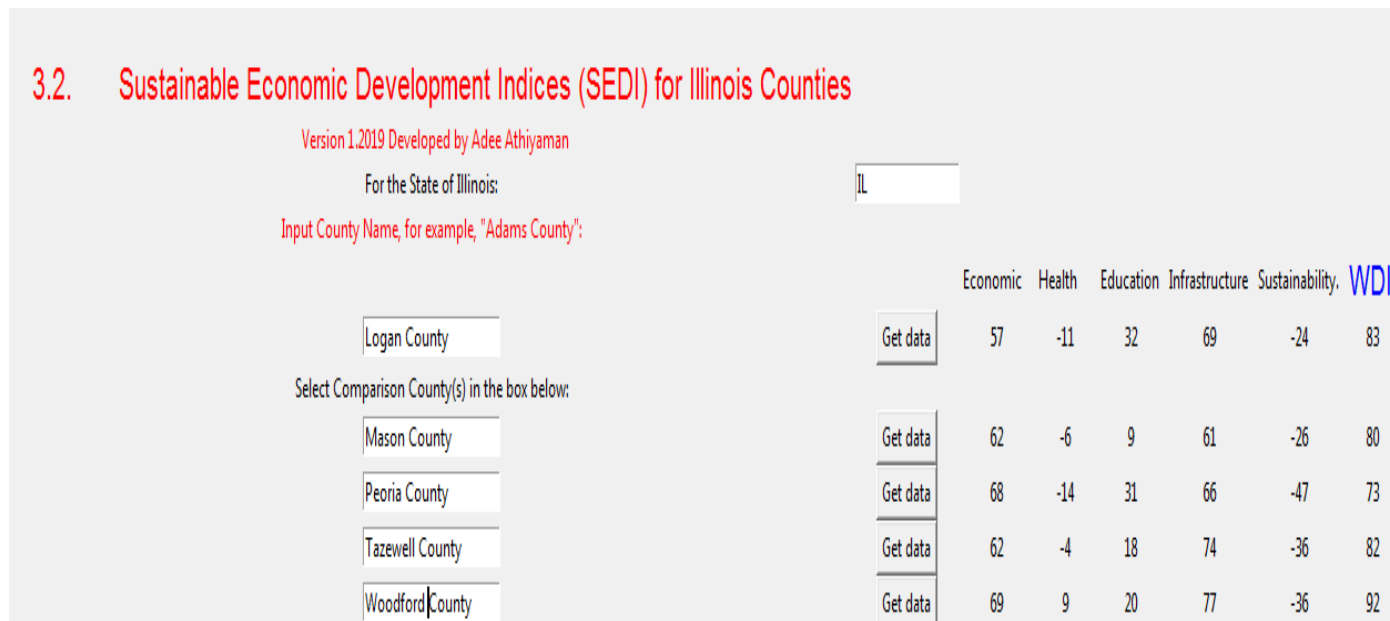 3.2. Sustainable Economic Development Indices (SEDI) for Illinois Counties
Version 1.2019 Developed by Adee Athiyaman
For the State of Illinois: IL
Input County Name, for example, "Adams County":
Economic Health Education Infrastructure Sustainability. WDI
Logan County Get data 57 -11 32 69 -24 83
Select Comparison County(s) in the box below:
Mason County Get data 62 -6 9 61 -26 80
Peoria County Get data 68 -14 31 66 -47 73
Tazewell County Get data 62 -4 18 74 -36 82
Woodford County Get data 69 9 20 77 -36 92